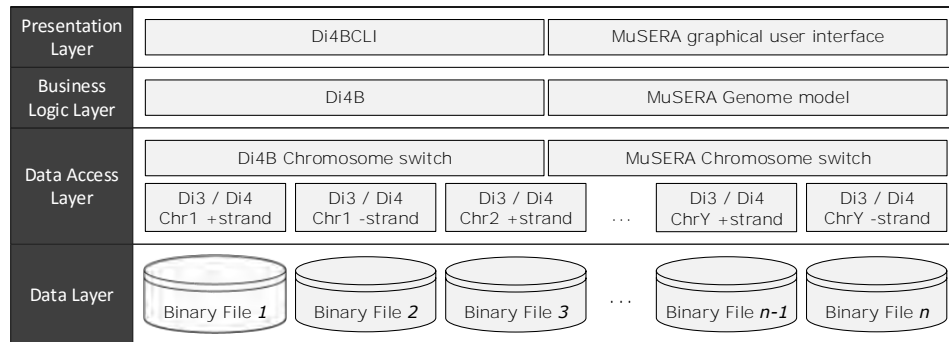 Presentation
Layer
Di4BCLI
MuSERA graphical user interface
Business
Logic Layer
Di4B
MuSERA Genome model
Data Access
Layer
Di4B Chromosome switch
MuSERA Chromosome switch
Di3 / Di4
Chr1 +strand
Di3 / Di4
Chr1 -strand
Di3 / Di4
Chr2 +strand
...
Di3 / Di4
ChrY +strand
Di3 / Di4
ChrY -strand
Data Layer
Binary File 1
Binary File 2
Binary File 3
...
Binary File n-1
Binary File n